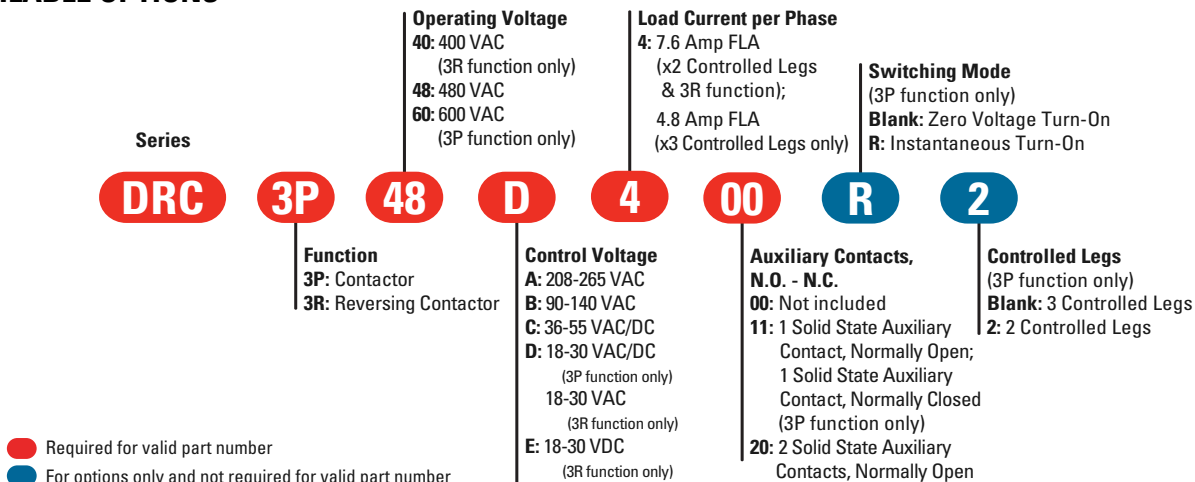 Operating Voltage
40: 400 VAC
(3R function only)
48: 480 VAC
60: 600 VAC
(3P function only)
Load Current per Phase
4: 7.6 Amp FLA
(x2 Controlled Legs
& 3R function);
4.8 Amp FLA
(x3 Controlled Legs only)
Switching Mode
(3P function only)
Blank: Zero Voltage Turn-On
R: Instantaneous Turn-On
Series
DRC 3P 48 D 4 00 R 2
Function
3P: Contactor
3R: Reversing Contactor
Control Voltage
A: 208-265 VAC
B: 90-140 VAC
C: 36-55 VAC/DC
D: 18-30 VAC/DC
(3P function only)
18-30 VAC
(3R function only)
E: 18-30 VDC
(3R function only)
Auxiliary Contacts,
N.O. - N.C.
00: Not included
11: 1 Solid State Auxiliary
Contact, Normally Open;
1 Solid State Auxiliary
Contact, Normally Closed
(3P function only)
20: 2 Solid State Auxiliary
Contacts, Normally Open
Controlled Legs
(3P function only)
Blank: 3 Controlled Legs
2: 2 Controlled Legs
Required for valid part number
For options only and not required for valid part number